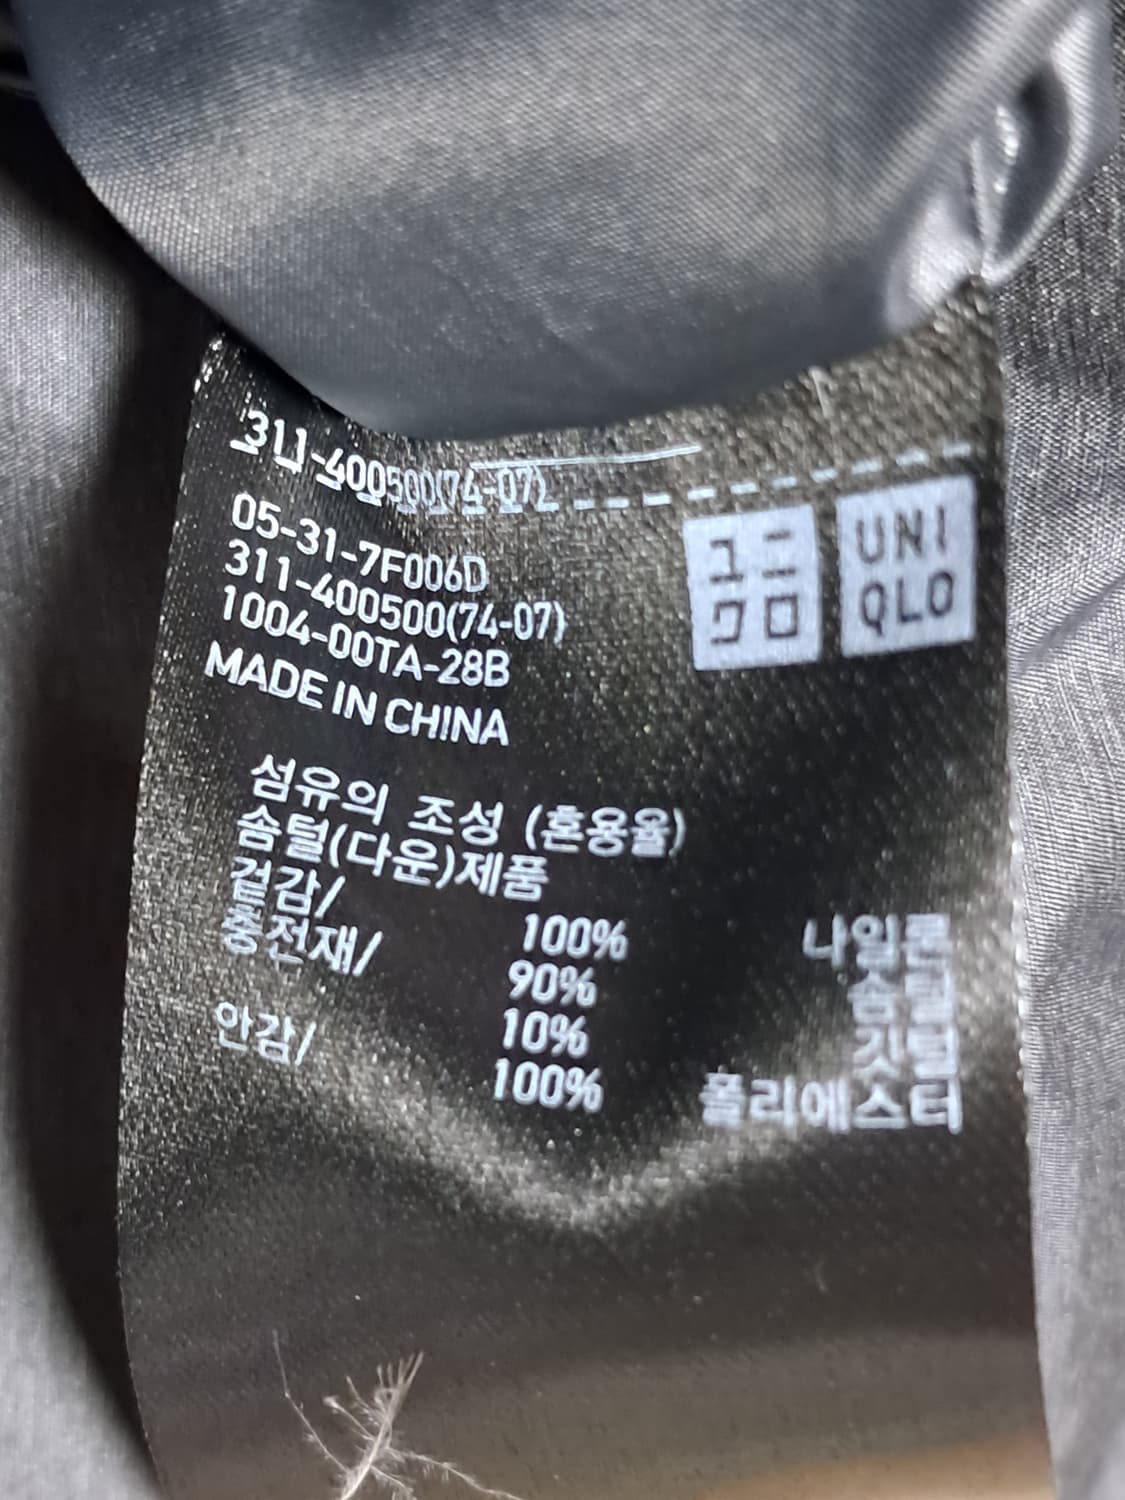 311-400500(74-07)
ユニ
クロ
UNI
QLO
05-31-7F006D
311-400500(74-07)
1004-00TA-28B
MADE IN CHINA
섬유의 조성 (혼용율)
솜털(다운)제품
겉감/ 100% 나일론
충전재/ 90% 솜털
10% 깃털
안감/ 100% 폴리에스터